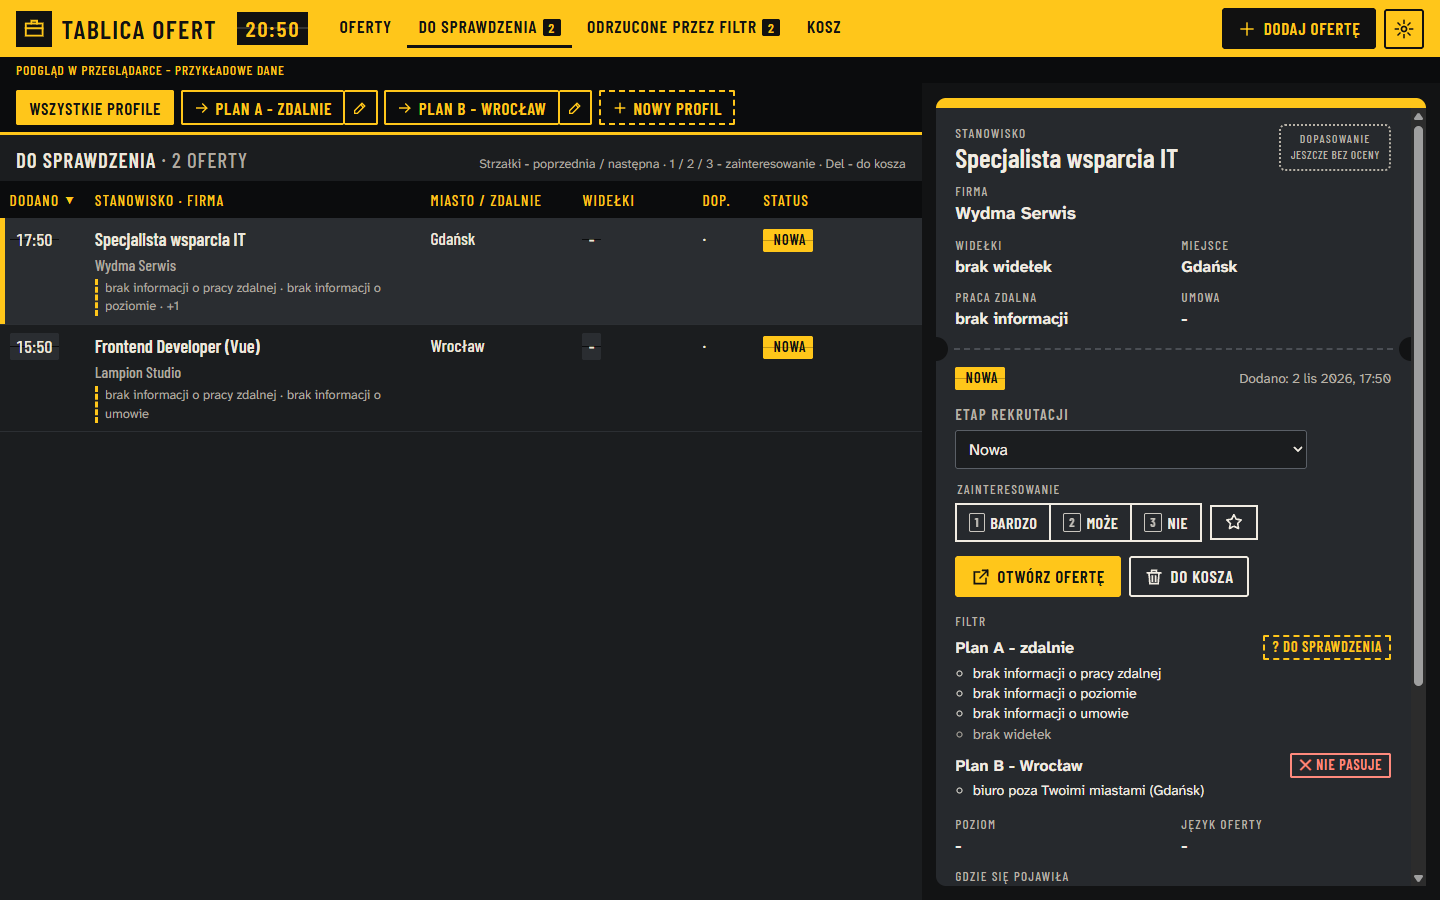 TABLICA OFERT
20:50
OFERTY
DO SPRAWDZENIA 2
ODRZUCONE PRZEZ FILTR 2
KOSZ
+ DODAJ OFERTĘ
PODGLĄD W PRZEGLĄDARCE - PRZYKŁADOWE DANE
WSZYSTKIE PROFILE
→ PLAN A - ZDALNIE
→ PLAN B - WROCŁAW
+ NOWY PROFIL
DO SPRAWDZENIA · 2 OFERTY
Strzałki - poprzednia / następna · 1 / 2 / 3 - zainteresowanie · Del - do kosza
DODANO ▼ STANOWISKO · FIRMA MIASTO / ZDALNIE WIDEŁKI DOP. STATUS
17:50 Specjalista wsparcia IT Gdańsk - · NOWA
Wydma Serwis
brak informacji o pracy zdalnej · brak informacji o
poziomie · +1
15:50 Frontend Developer (Vue) Wrocław - · NOWA
Lampion Studio
brak informacji o pracy zdalnej · brak informacji o
umowie
STANOWISKO
Specjalista wsparcia IT
DOPASOWANIE
JESZCZE BEZ OCENY
FIRMA
Wydma Serwis
WIDEŁKI MIEJSCE
brak widełek Gdańsk
PRACA ZDALNA UMOWA
brak informacji -
NOWA Dodano: 2 lis 2026, 17:50
ETAP REKRUTACJI
Nowa
ZAINTERESOWANIE
1 BARDZO 2 MOŻE 3 NIE
OTWÓRZ OFERTĘ DO KOSZA
FILTR
Plan A - zdalnie ? DO SPRAWDZENIA
brak informacji o pracy zdalnej
brak informacji o poziomie
brak informacji o umowie
brak widełek
Plan B - Wrocław ✕ NIE PASUJE
biuro poza Twoimi miastami (Gdańsk)
POZIOM JĘZYK OFERTY
- -
GDZIE SIĘ POJAWIŁA